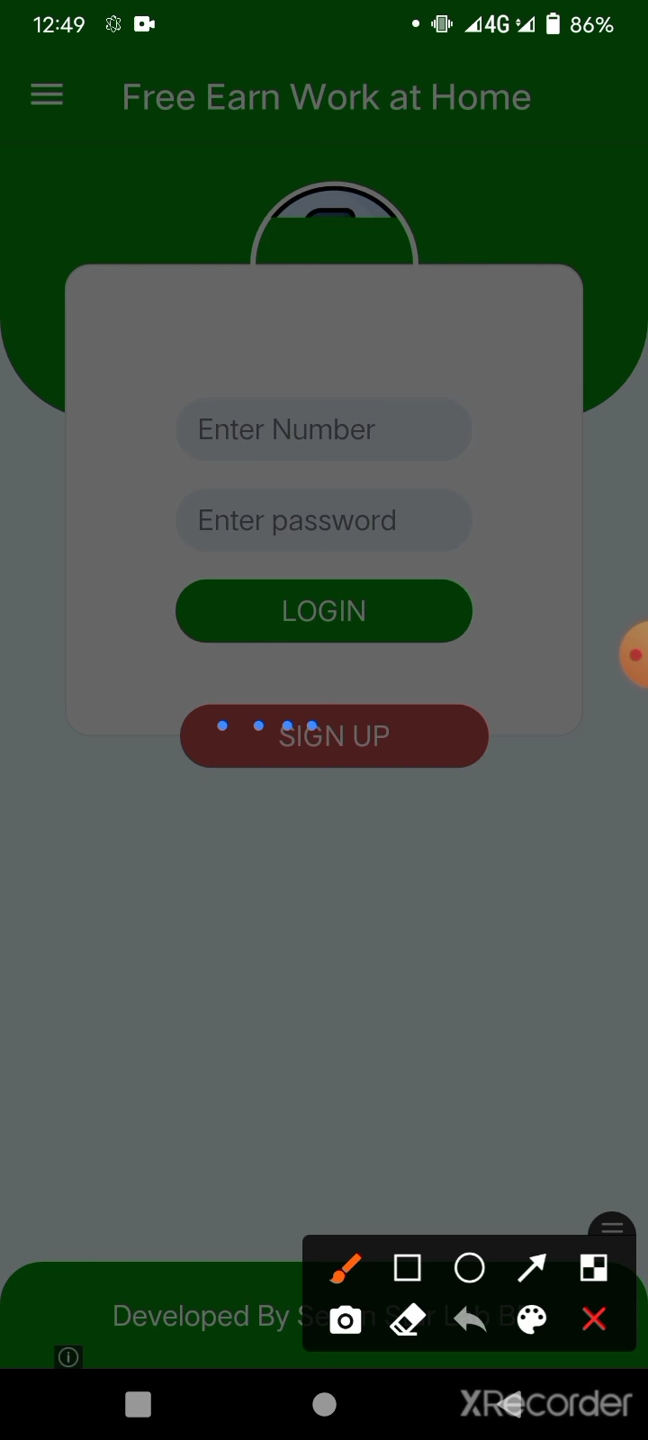 12:49 4G 86%
Free Earn Work at Home
Enter Number
Enter password
LOGIN
SIGN UP
Developed By
XRecorder